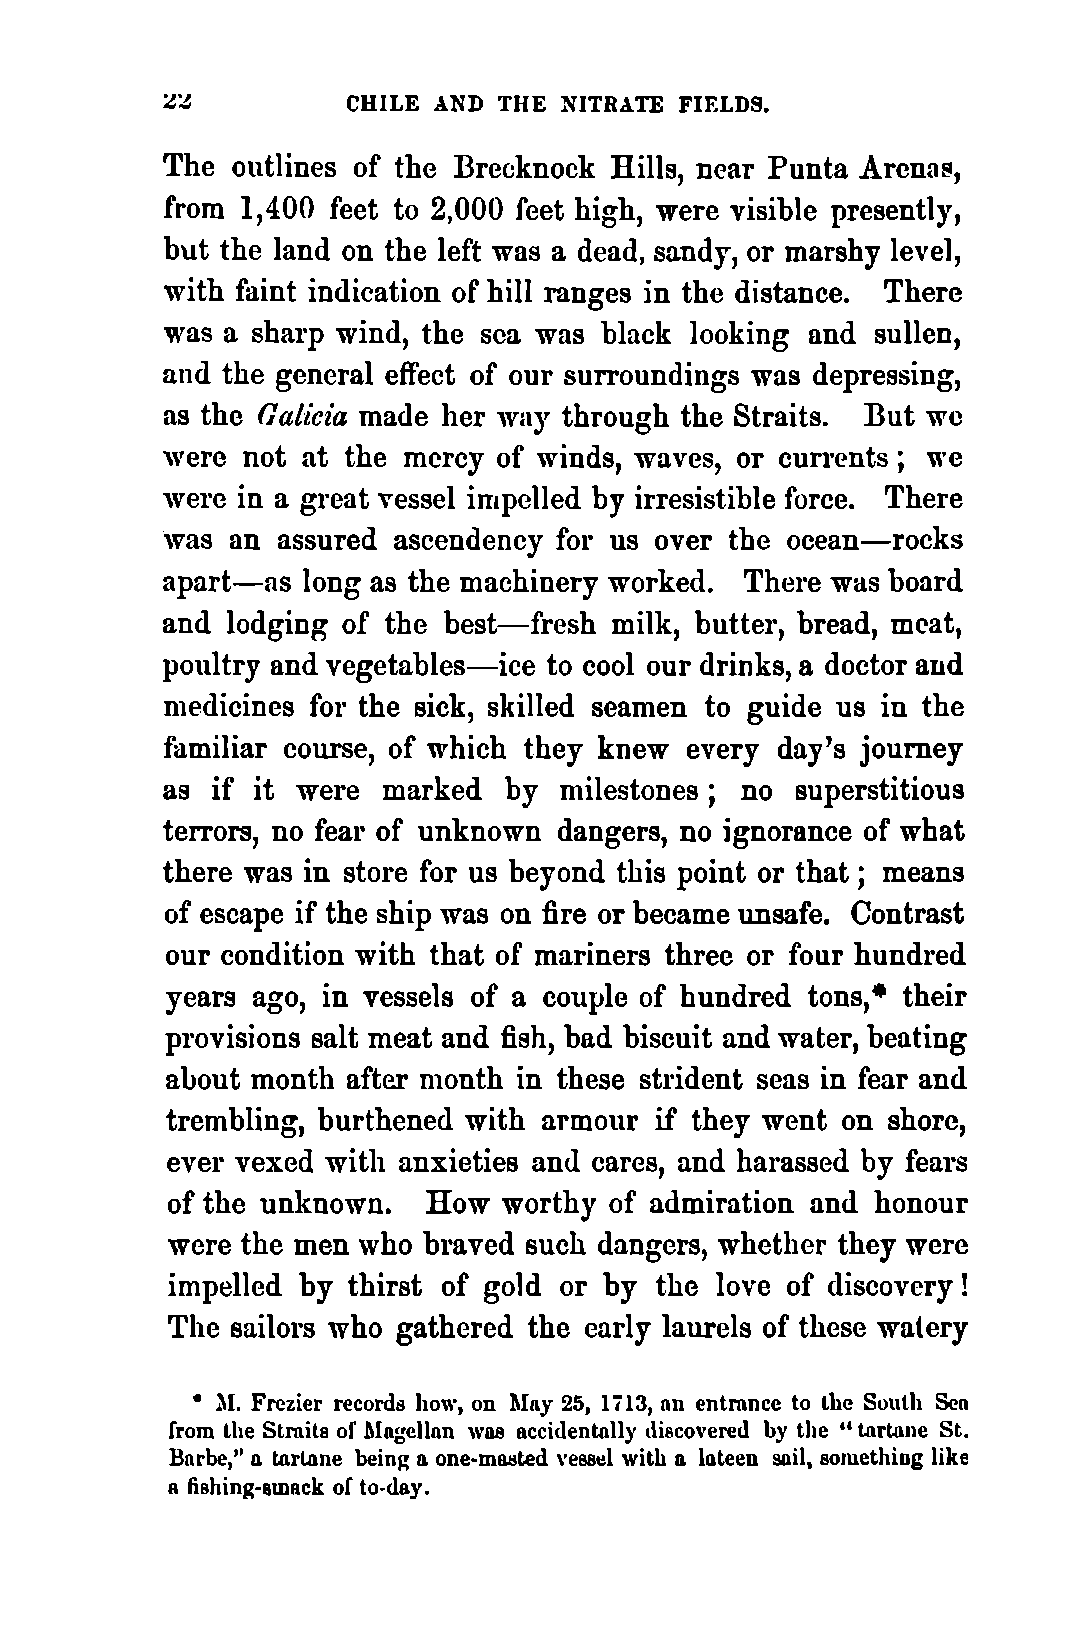 22 CHILE AND THE NITRATE FIELDS.
The outlines of the Brecknock Hills, near Punta Arenas,
from 1,400 feet to 2,000 feet high, were visible presently,
but the land on the left was a dead, sandy, or marshy level,
with faint indication of hill ranges in the distance. There
was a sharp wind, the sea was black looking and sullen,
and the general effect of our surroundings was depressing,
as the Galicia made her way through the Straits. But we
were not at the mercy of winds, waves, or currents; we
were in a great vessel impelled by irresistible force. There
was an assured ascendency for us over the ocean—rocks
apart—as long as the machinery worked. There was board
and lodging of the best—fresh milk, butter, bread, meat,
poultry and vegetables—ice to cool our drinks, a doctor and
medicines for the sick, skilled seamen to guide us in the
familiar course, of which they knew every day's journey
as if it were marked by milestones; no superstitious
terrors, no fear of unknown dangers, no ignorance of what
there was in store for us beyond this point or that; means
of escape if the ship was on fire or became unsafe. Contrast
our condition with that of mariners three or four hundred
years ago, in vessels of a couple of hundred tons,* their
provisions salt meat and fish, bad biscuit and water, beating
about month after month in these strident seas in fear and
trembling, burthened with armour if they went on shore,
ever vexed with anxieties and cares, and harassed by fears
of the unknown. How worthy of admiration and honour
were the men who braved such dangers, whether they were
impelled by thirst of gold or by the love of discovery!
The sailors who gathered the early laurels of these watery
* M. Frezier records how, on May 25, 1713, an entrance to the South Sea
from the Straits of Magellan was accidentally discovered by the "tartane St.
Barbe," a tartane being a one-masted vessel with a lateen sail, something like
a fishing-smack of to-day.